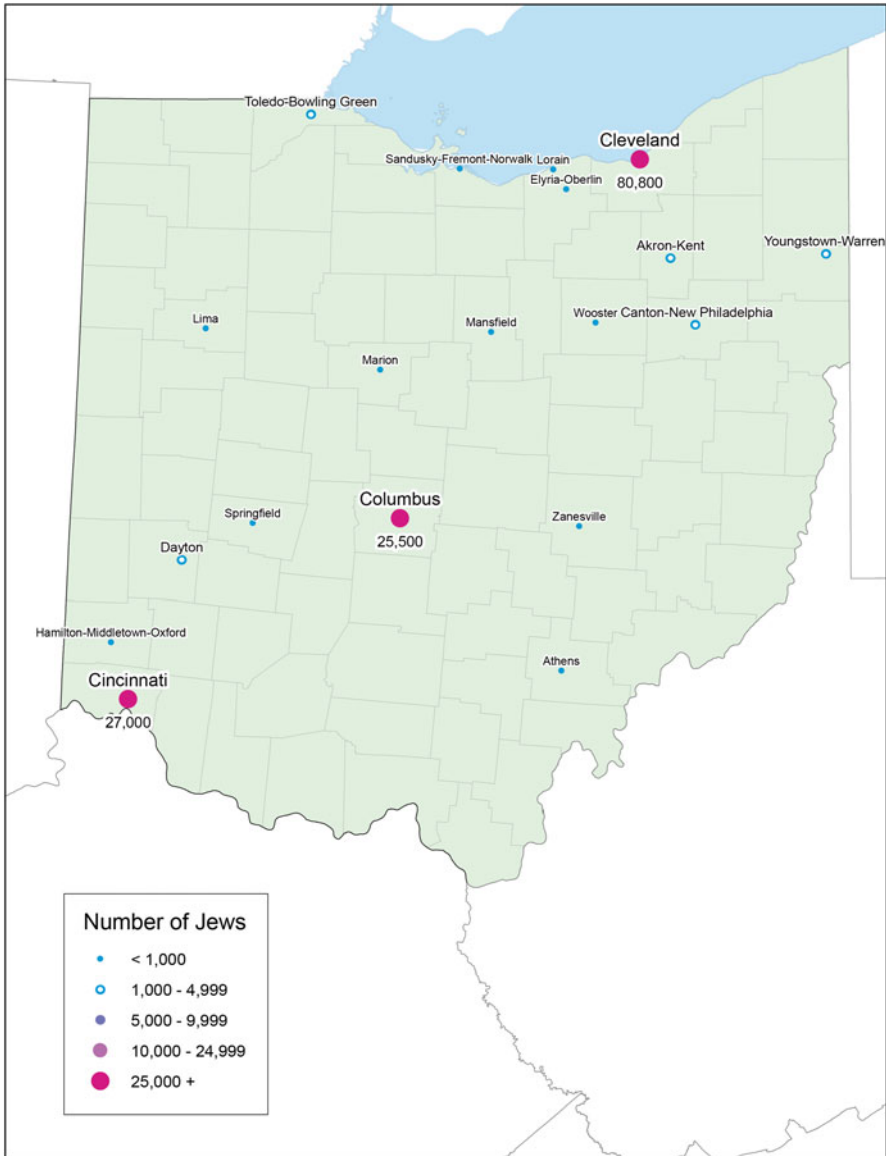 Toledo-Bowling Green
Cleveland
Sandusky-Fremont-Norwalk
Lorain
Elyria-Oberlin
80,800
Akron-Kent
Youngstown-Warren
Lima
Mansfield
Wooster
Canton-New Philadelphia
Marion
Columbus
25,500
Springfield
Zanesville
Dayton
Hamilton-Middletown-Oxford
Athens
Cincinnati
27,000
Number of Jews
< 1,000
1,000 - 4,999
5,000 - 9,999
10,000 - 24,999
25,000 +